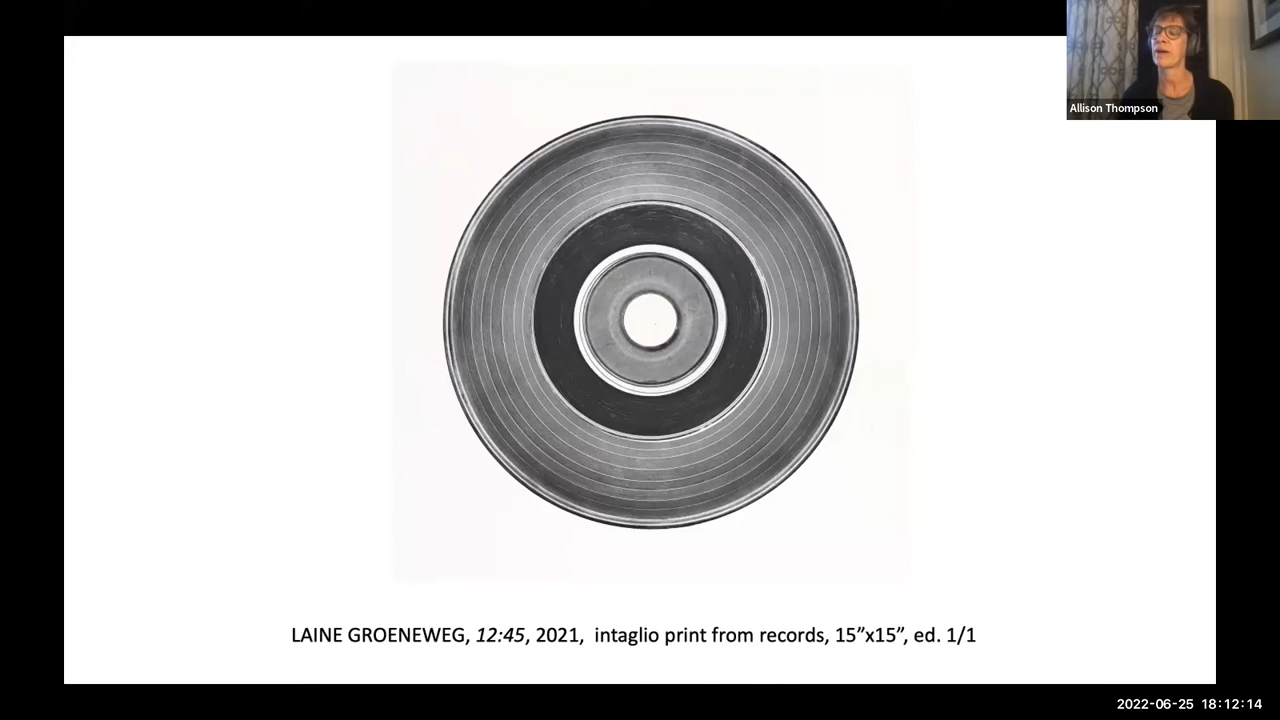 Allison Thompson
LAINE GROENEWEG, 12:45, 2021,  intaglio print from records, 15”x15”, ed. 1/1
2022-06-25 18:12:14